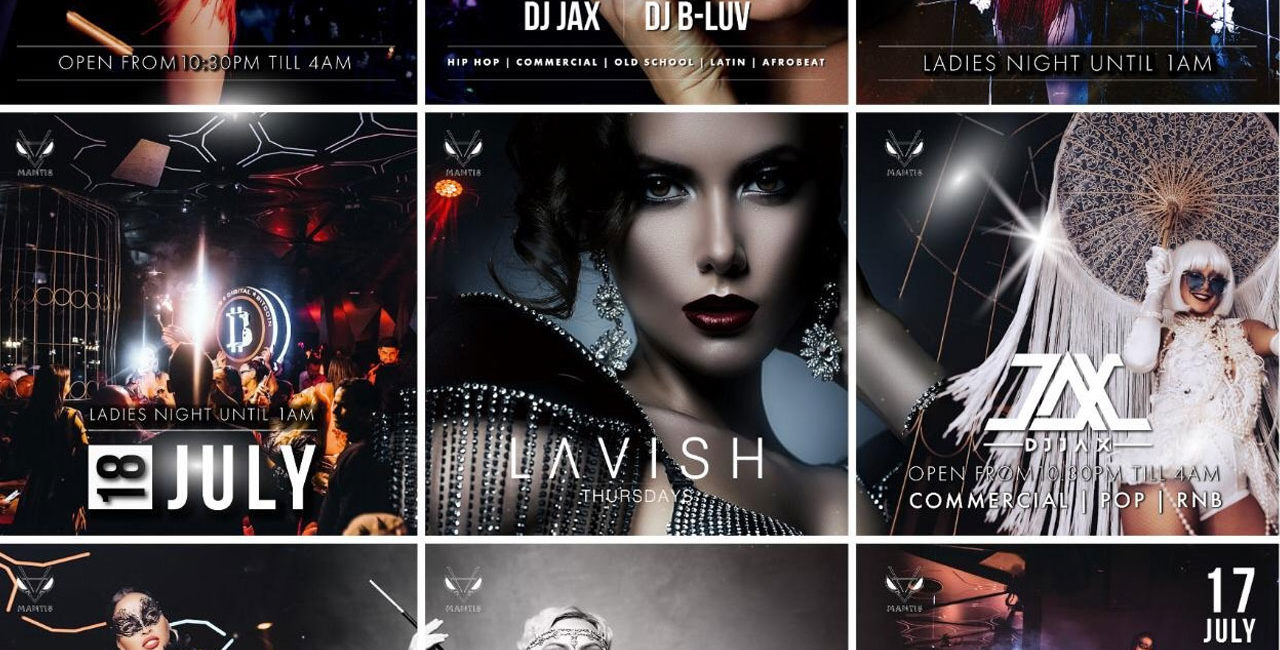 DJ JAX | DJ B-LUV
OPEN FROM 10:30PM TILL 4AM
HIP HOP | COMMERCIAL | OLD SCHOOL | LATIN | AFROBEAT
LADIES NIGHT UNTIL 1AM
MANTIS
DIGITAL BITCOIN
LADIES NIGHT UNTIL 1AM
18 JULY
MANTIS
LAVISH
THURSDAYS
MANTIS
JAX
DJ JAX
OPEN FROM 10:30PM TILL 4AM
COMMERCIAL | POP | RNB
MANTIS
MANTIS
MANTIS
17
JULY